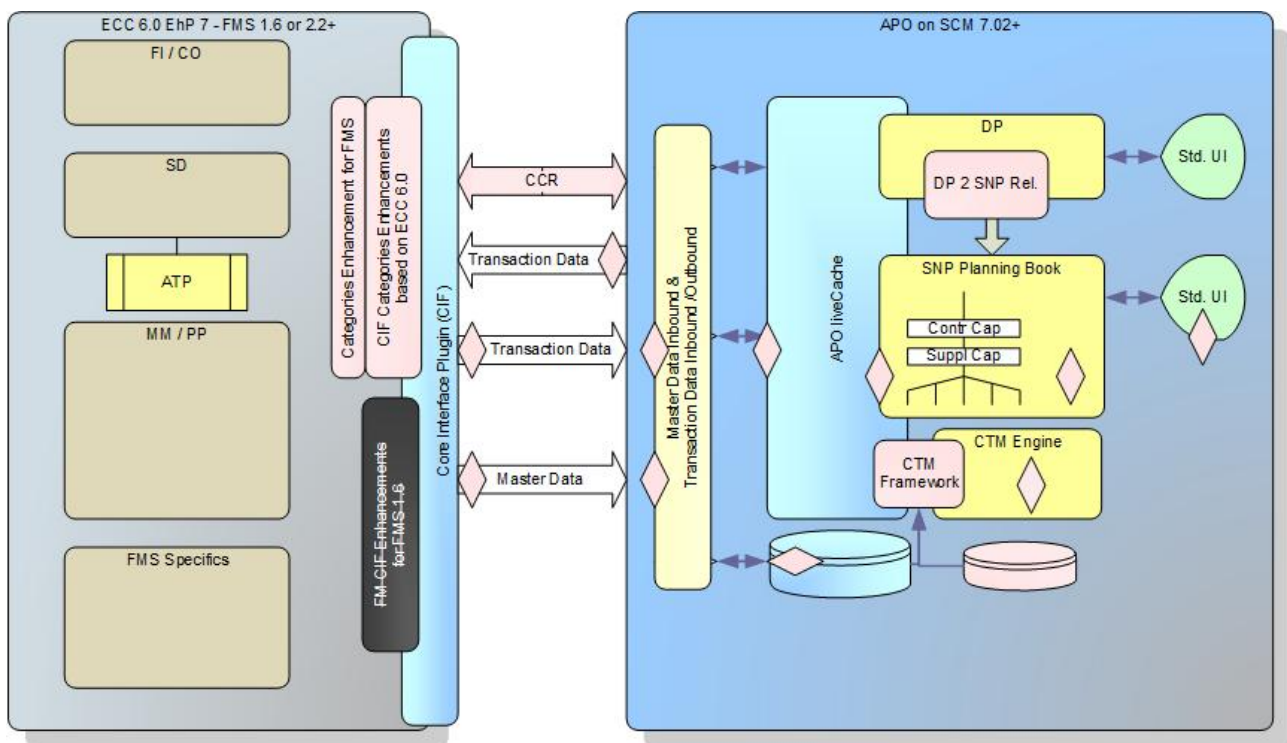 ECC 6.0 EhP 7 - FMS 1.6 or 2.2+
FI / CO
SD
ATP
MM / PP
FMS Specifics
Categories Enhancement for FMS
CIF Categories Enhancements
based on ECC 6.0
FM-CIF Enhancements
for FMS 1.6
Core Interface Plugin (CIF)
CCR
Transaction Data
Transaction Data
Master Data
APO on SCM 7.02+
Master Data Inbound &
Transaction Data Inbound /Outbound
APO liveCache
DP
DP 2 SNP Rel.
Std. UI
SNP Planning Book
Contr Cap
Suppl Cap
Std. UI
CTM Engine
CTM
Framework